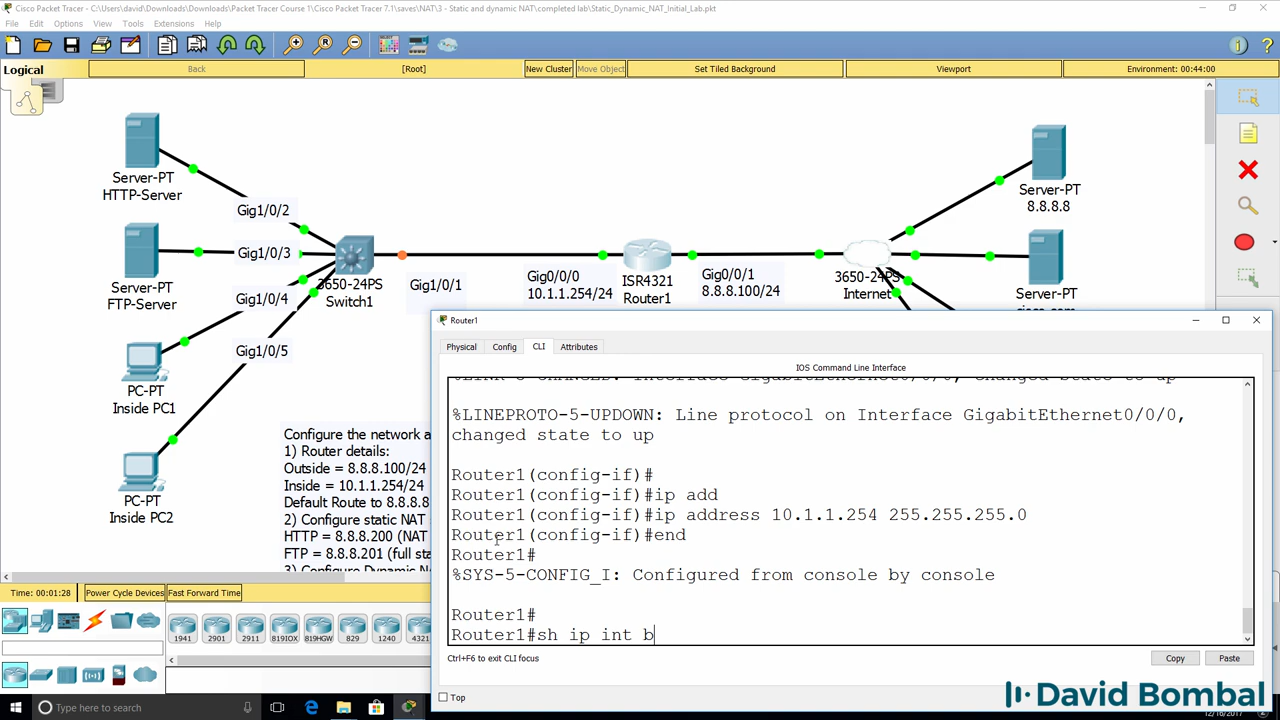 Cisco Packet Tracer - C:\Users\david\Downloads\Packet Tracer Course 1\Cisco Packet Tracer 7.1\saves\NAT\3 - Static and dynamic NAT\completed lab\Static_Dynamic_NAT_Initial_Lab.pkt
File Edit Options View Tools Extensions Help
Logical Back [Root] New Cluster Move Object Set Tiled Background Viewport Environment: 00:44:00
Server-PT
HTTP-Server
Server-PT
8.8.8.8
Gig1/0/2
Gig1/0/3
Server-PT
FTP-Server
Gig1/0/4
3650-24PS
Switch1
Gig1/0/1
Gig0/0/0
10.1.1.254/24
ISR4321
Router1
Gig0/0/1
8.8.8.100/24
3650-24PS
Internet
Server-PT
Gig1/0/5
PC-PT
Inside PC1
PC-PT
Inside PC2
Configure the network a
1) Router details:
Outside = 8.8.8.100/24
Inside = 10.1.1.254/24
Default Route to 8.8.8.8
2) Configure static NAT
HTTP = 8.8.8.200 (NAT
FTP = 8.8.8.201 (full sta
Router1
Physical Config CLI Attributes
IOS Command Line Interface
%LINEPROTO-5-UPDOWN: Line protocol on Interface GigabitEthernet0/0/0,
changed state to up
Router1(config-if)#
Router1(config-if)#ip add
Router1(config-if)#ip address 10.1.1.254 255.255.255.0
Router1(config-if)#end
Router1#
%SYS-5-CONFIG_I: Configured from console by console
Router1#
Router1#sh ip int b
Ctrl+F6 to exit CLI focus
Copy Paste
Top
Time: 00:01:28 Power Cycle Devices Fast Forward Time
1941 2901 2911 819IOX 819HGW 829 1240 4321
Type here to search
David Bombal